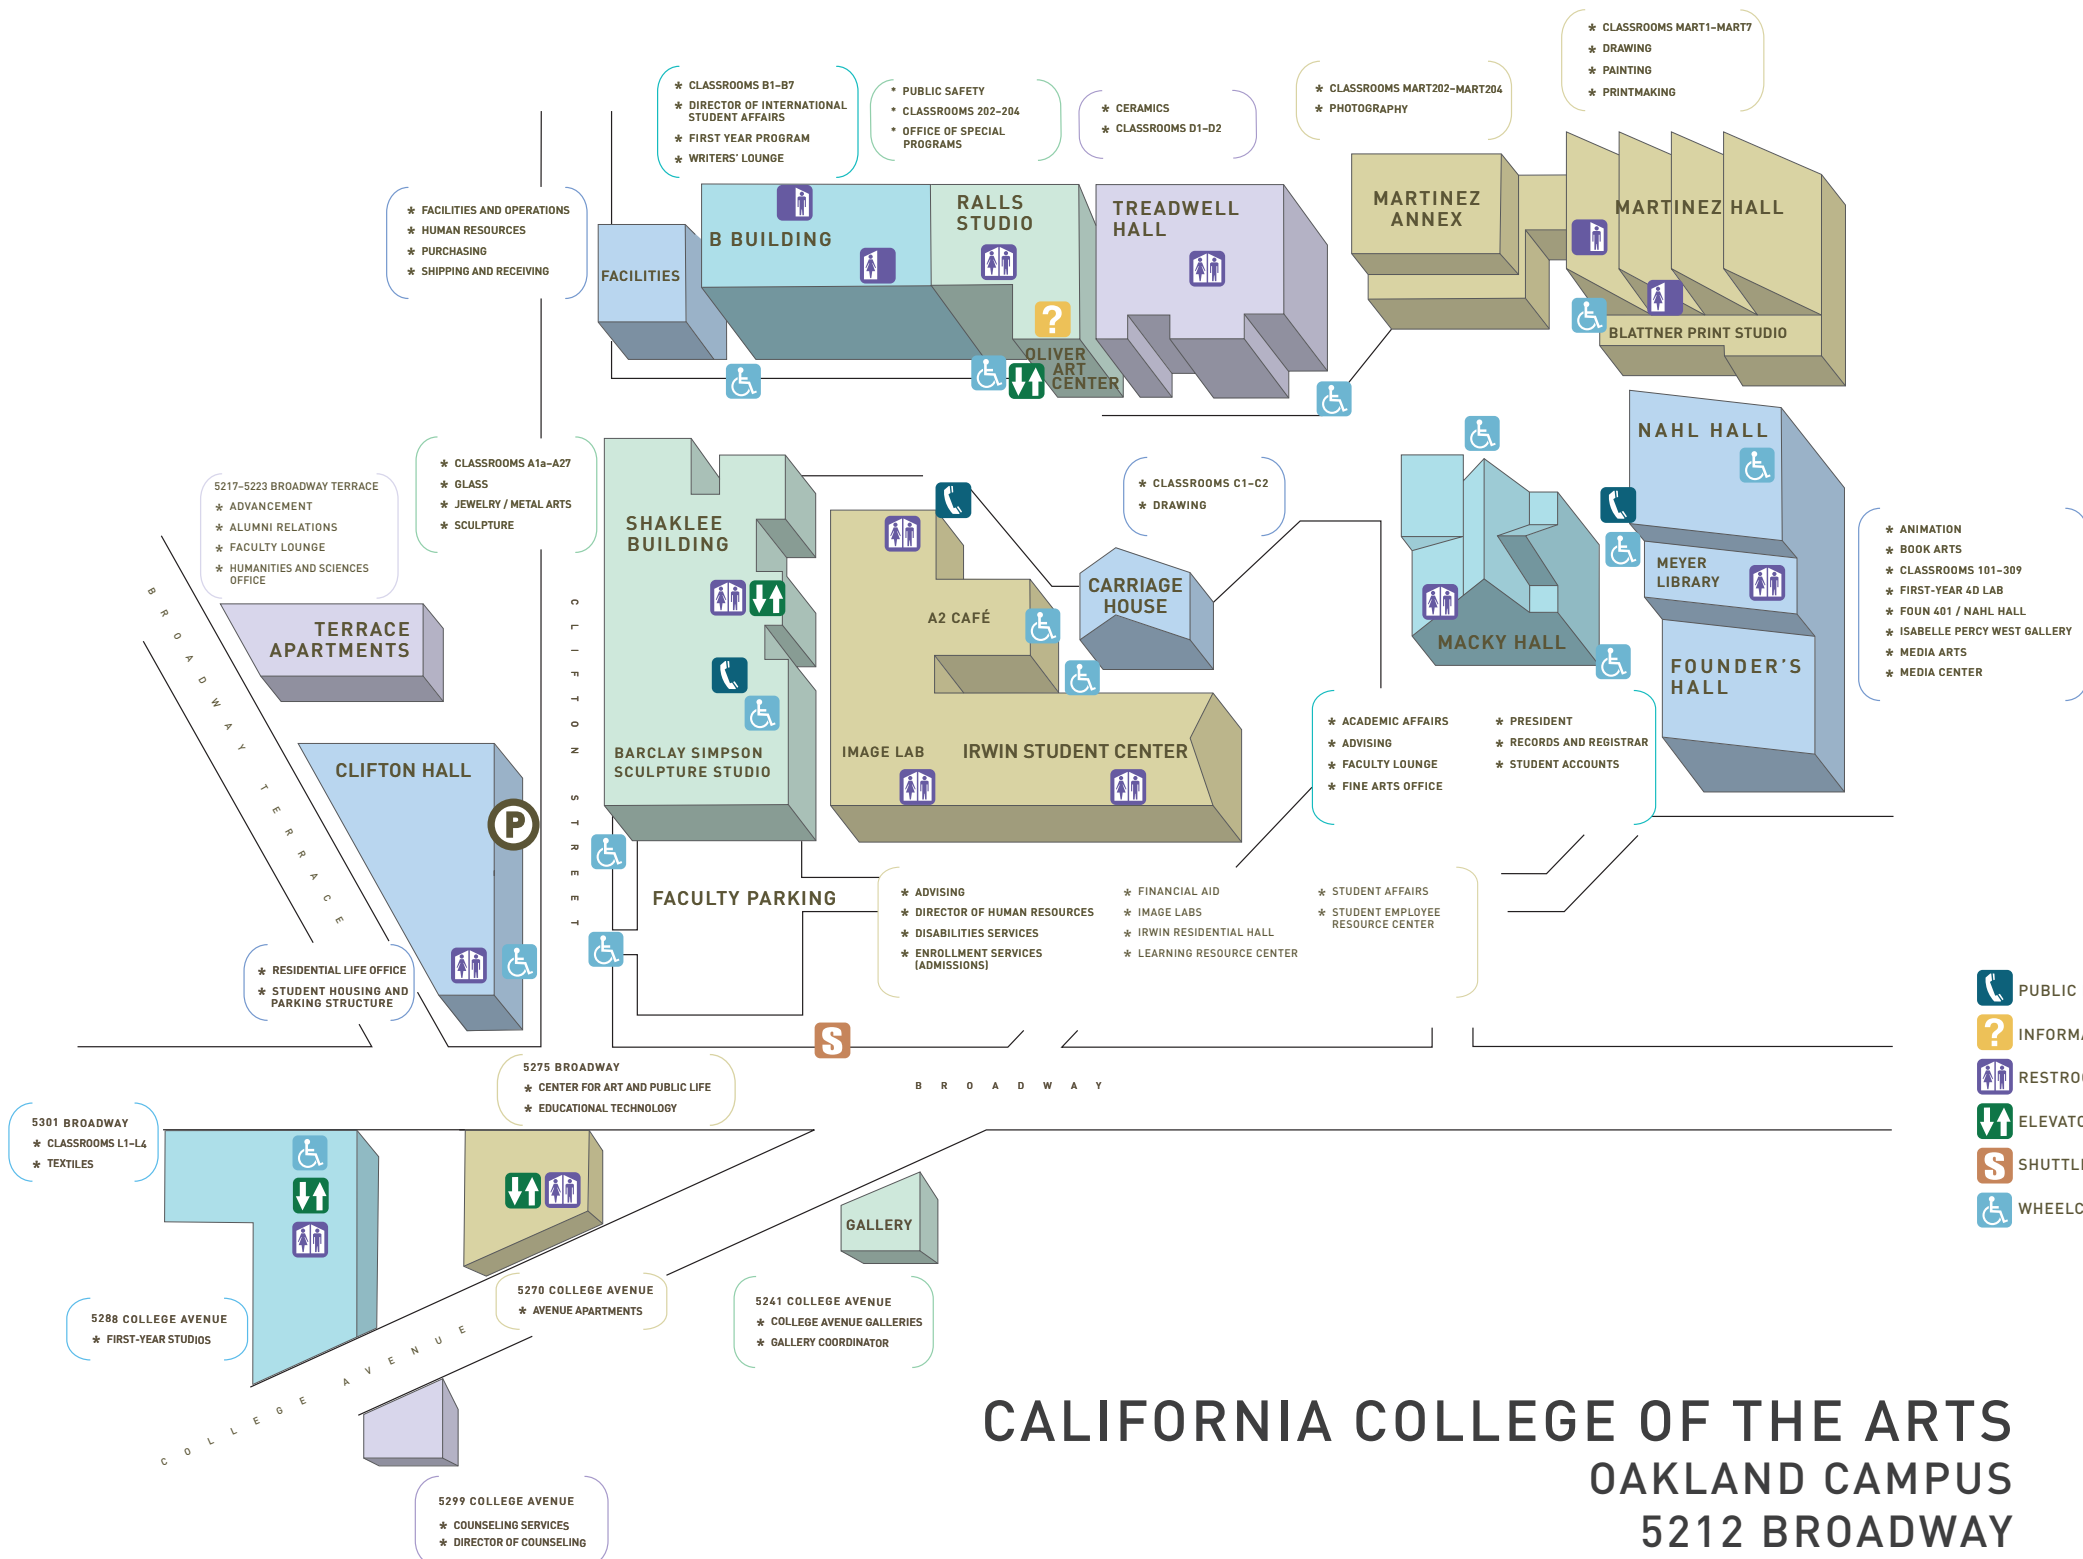 * CLASSROOMS MART1–MART7
* DRAWING
* PAINTING
* PRINTMAKING
* CLASSROOMS B1–B7
* DIRECTOR OF INTERNATIONAL
STUDENT AFFAIRS
* FIRST YEAR PROGRAM
* WRITERS' LOUNGE
* PUBLIC SAFETY
* CLASSROOMS 202–204
* OFFICE OF SPECIAL
PROGRAMS
* CERAMICS
* CLASSROOMS D1–D2
* CLASSROOMS MART202–MART204
* PHOTOGRAPHY
* FACILITIES AND OPERATIONS
* HUMAN RESOURCES
* PURCHASING
* SHIPPING AND RECEIVING
FACILITIES
B BUILDING
RALLS
STUDIO
?
OLIVER
ART
CENTER
TREADWELL
HALL
MARTINEZ
ANNEX
MARTINEZ HALL
BLATTNER PRINT STUDIO
* CLASSROOMS A1a–A27
* GLASS
* JEWELRY / METAL ARTS
* SCULPTURE
5217–5223 BROADWAY TERRACE
* ADVANCEMENT
* ALUMNI RELATIONS
* FACULTY LOUNGE
* HUMANITIES AND SCIENCES
OFFICE
TERRACE
APARTMENTS
BROADWAY TERRACE
CLIFTON STREET
SHAKLEE
BUILDING
BARCLAY SIMPSON
SCULPTURE STUDIO
A2 CAFÉ
IMAGE LAB
IRWIN STUDENT CENTER
* CLASSROOMS C1–C2
* DRAWING
CARRIAGE
HOUSE
MACKY HALL
NAHL HALL
MEYER
LIBRARY
FOUNDER'S
HALL
* ANIMATION
* BOOK ARTS
* CLASSROOMS 101–309
* FIRST-YEAR 4D LAB
* FOUN 401 / NAHL HALL
* ISABELLE PERCY WEST GALLERY
* MEDIA ARTS
* MEDIA CENTER
* ACADEMIC AFFAIRS
* ADVISING
* FACULTY LOUNGE
* FINE ARTS OFFICE
* PRESIDENT
* RECORDS AND REGISTRAR
* STUDENT ACCOUNTS
CLIFTON HALL
P
FACULTY PARKING
* ADVISING
* DIRECTOR OF HUMAN RESOURCES
* DISABILITIES SERVICES
* ENROLLMENT SERVICES
(ADMISSIONS)
* FINANCIAL AID
* IMAGE LABS
* IRWIN RESIDENTIAL HALL
* LEARNING RESOURCE CENTER
* STUDENT AFFAIRS
* STUDENT EMPLOYEE
RESOURCE CENTER
* RESIDENTIAL LIFE OFFICE
* STUDENT HOUSING AND
PARKING STRUCTURE
S
BROADWAY
5275 BROADWAY
* CENTER FOR ART AND PUBLIC LIFE
* EDUCATIONAL TECHNOLOGY
5301 BROADWAY
* CLASSROOMS L1–L4
* TEXTILES
5288 COLLEGE AVENUE
* FIRST-YEAR STUDIOS
COLLEGE AVENUE
5270 COLLEGE AVENUE
* AVENUE APARTMENTS
GALLERY
5241 COLLEGE AVENUE
* COLLEGE AVENUE GALLERIES
* GALLERY COORDINATOR
5299 COLLEGE AVENUE
* COUNSELING SERVICES
* DIRECTOR OF COUNSELING
PUBLIC
? INFORMA
RESTRO
ELEVATO
S SHUTTL
WHEELC
CALIFORNIA COLLEGE OF THE ARTS
OAKLAND CAMPUS
5212 BROADWAY